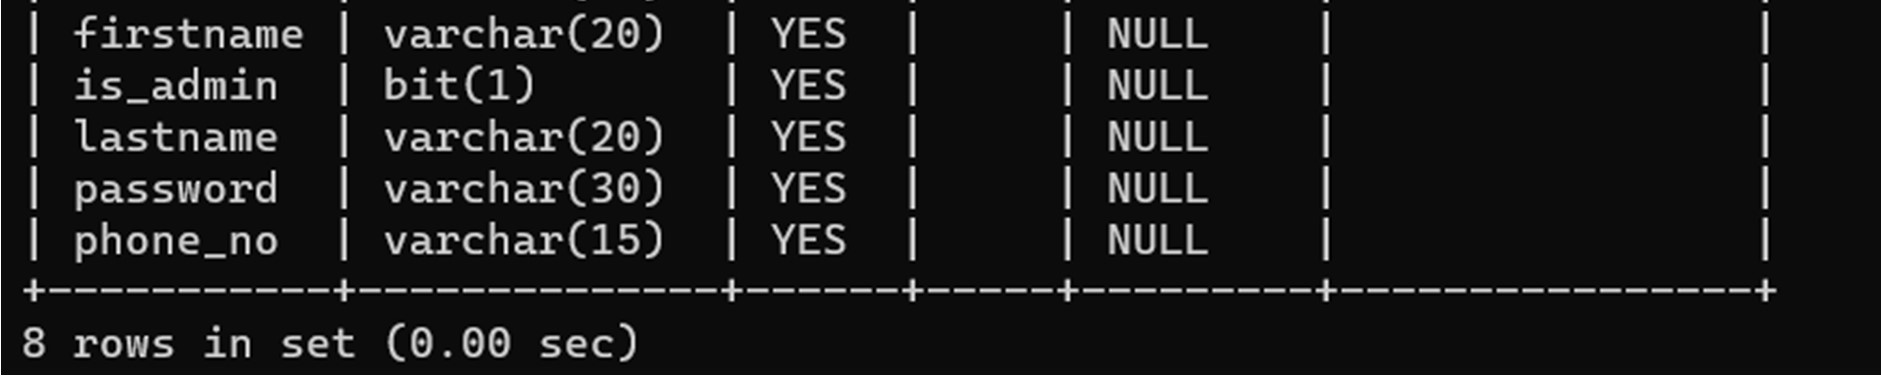 | firstname | varchar(20)  | YES  |     | NULL    |                |
| is_admin  | bit(1)       | YES  |     | NULL    |                |
| lastname  | varchar(20)  | YES  |     | NULL    |                |
| password  | varchar(30)  | YES  |     | NULL    |                |
| phone_no  | varchar(15)  | YES  |     | NULL    |                |
+-----------+--------------+------+-----+---------+----------------+
8 rows in set (0.00 sec)